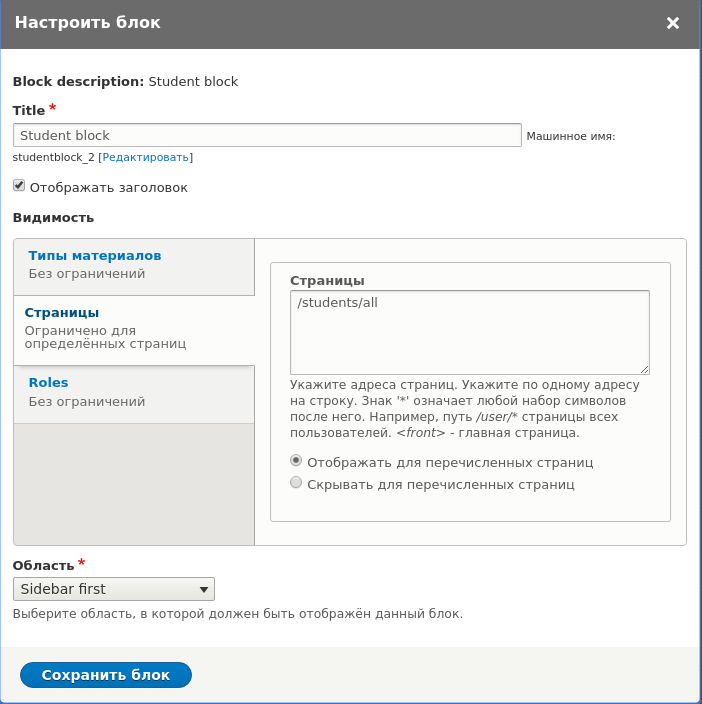 Настроить блок
Block description: Student block
Title *
Student block
Машинное имя:
studentblock_2 [Редактировать]
Отображать заголовок
Видимость
Типы материалов
Без ограничений
Страницы
Ограничено для
определённых страниц
Roles
Без ограничений
Страницы
/students/all
Укажите адреса страниц. Укажите по одному адресу
на строку. Знак '*' означает любой набор символов
после него. Например, путь /user/* страницы всех
пользователей. <front> - главная страница.
Отображать для перечисленных страниц
Скрывать для перечисленных страниц
Область *
Sidebar first
Выберите область, в которой должен быть отображён данный блок.
Сохранить блок